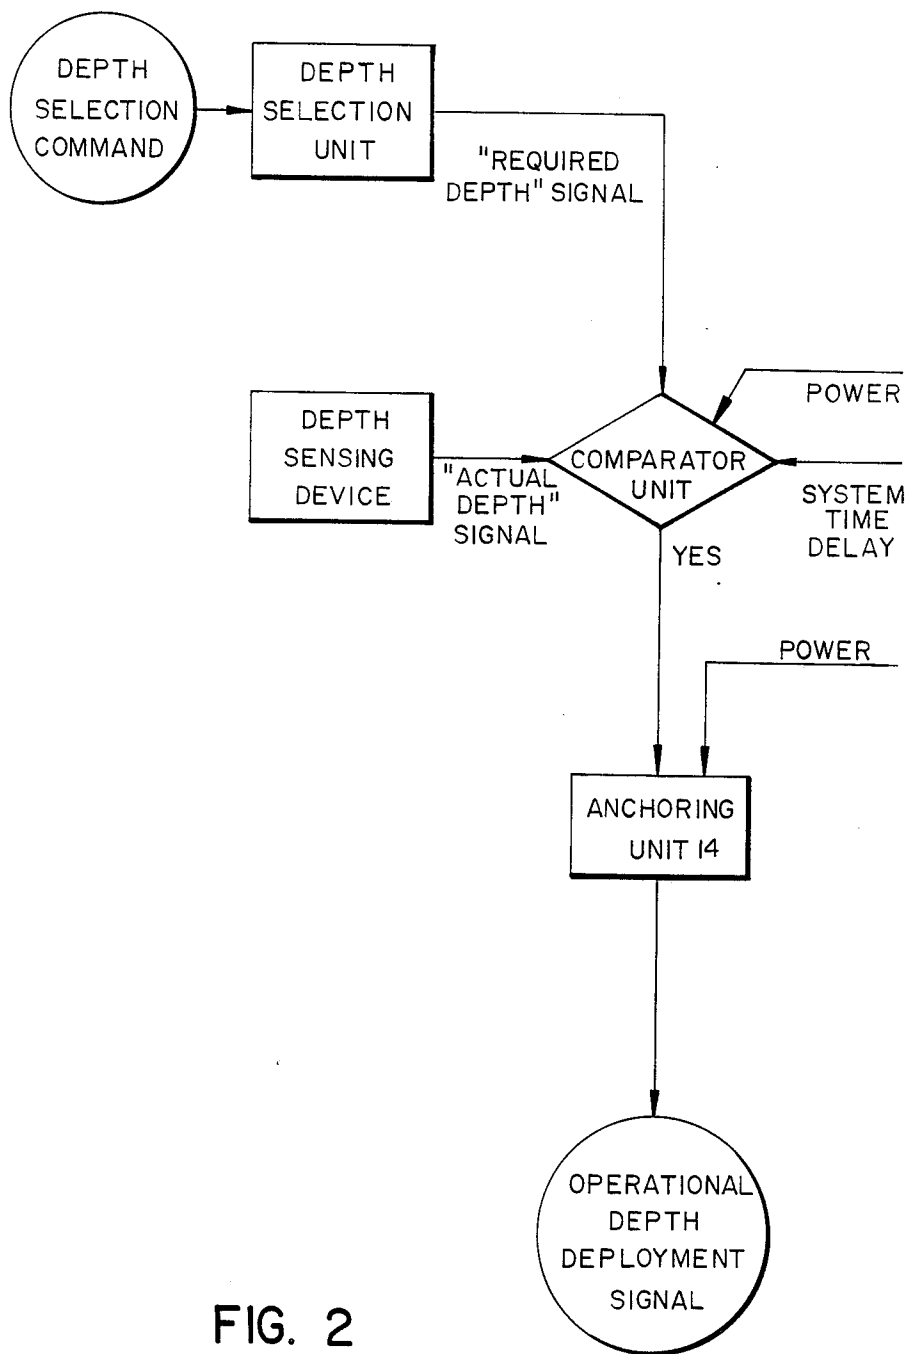 DEPTH
SELECTION
COMMAND
DEPTH
SELECTION
UNIT
"REQUIRED
DEPTH" SIGNAL
POWER
DEPTH
SENSING
DEVICE
"ACTUAL
DEPTH"
SIGNAL
COMPARATOR
UNIT
SYSTEM
TIME
DELAY
YES
POWER
ANCHORING
UNIT 14
OPERATIONAL
DEPTH
DEPLOYMENT
SIGNAL
FIG. 2